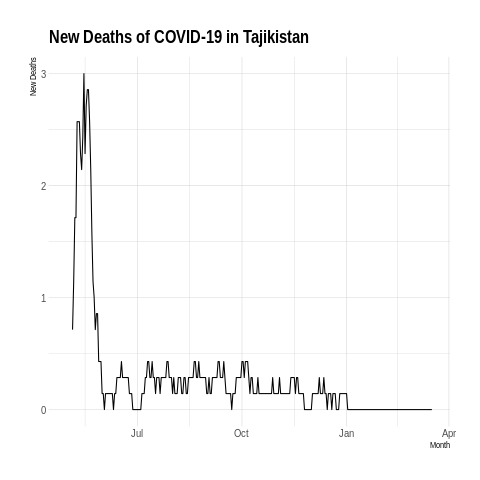 New Deaths of COVID-19 in Tajikistan
New Deaths
3
2
1
0
Jul
Oct
Jan
Apr
Month